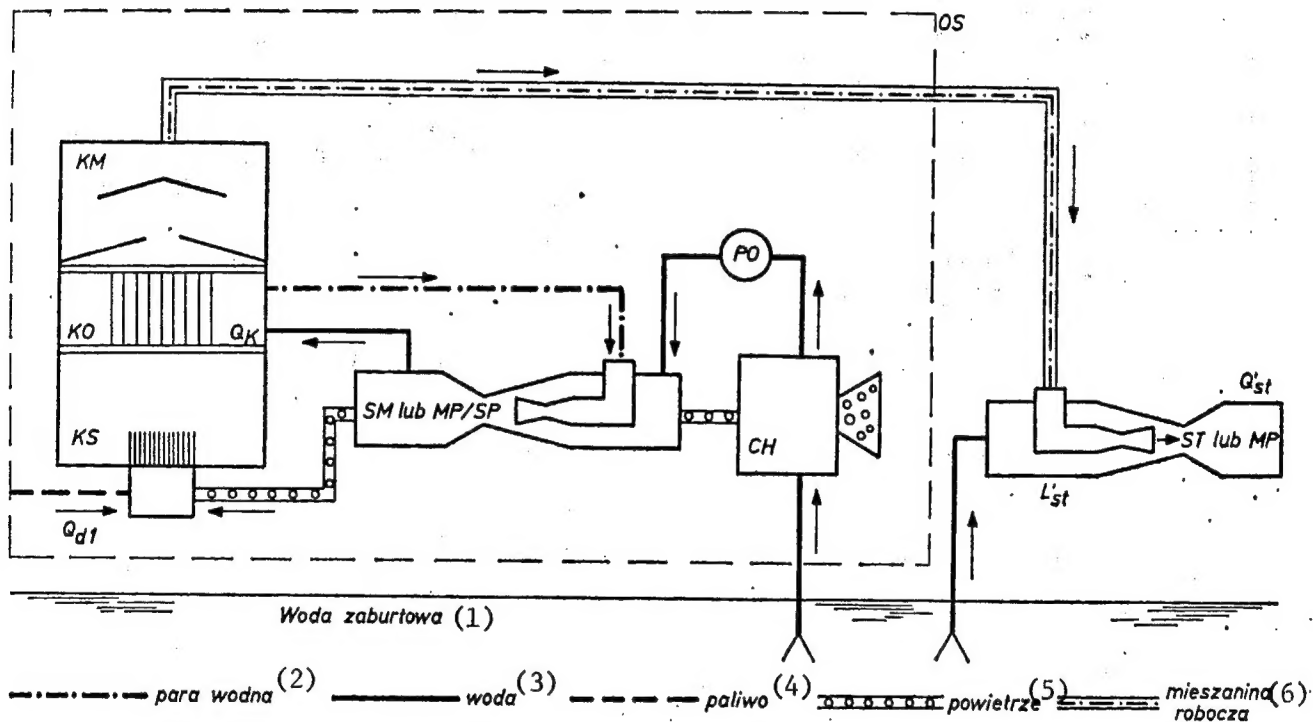 OS
KM
PO
KO
Q_K
SM lub MP/SP
CH
KS
Q_d1
Q'_st
ST lub MP
L'_st
Woda zaburtowa (1)
para wodna (2)
woda (3)
paliwo (4)
powietrze (5)
mieszanina (6)
robocza